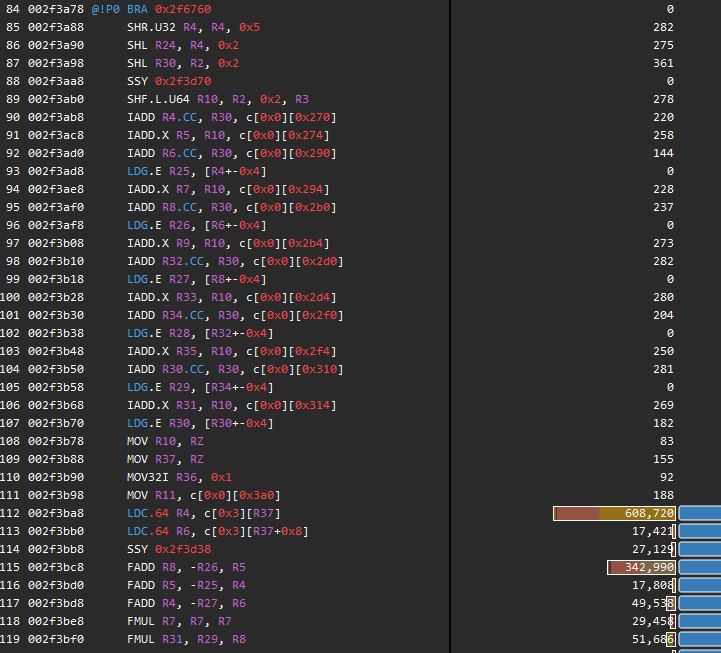 84 002f3a78 @!P0 BRA 0x2f6760 0
85 002f3a88 SHR.U32 R4, R4, 0x5 282
86 002f3a90 SHL R24, R4, 0x2 275
87 002f3a98 SHL R30, R2, 0x2 361
88 002f3aa8 SSY 0x2f3d70 0
89 002f3ab0 SHF.L.U64 R10, R2, 0x2, R3 278
90 002f3ab8 IADD R4.CC, R30, c[0x0][0x270] 220
91 002f3ac8 IADD.X R5, R10, c[0x0][0x274] 258
92 002f3ad0 IADD R6.CC, R30, c[0x0][0x290] 144
93 002f3ad8 LDG.E R25, [R4+-0x4] 0
94 002f3ae8 IADD.X R7, R10, c[0x0][0x294] 228
95 002f3af0 IADD R8.CC, R30, c[0x0][0x2b0] 237
96 002f3af8 LDG.E R26, [R6+-0x4] 0
97 002f3b08 IADD.X R9, R10, c[0x0][0x2b4] 273
98 002f3b10 IADD R32.CC, R30, c[0x0][0x2d0] 282
99 002f3b18 LDG.E R27, [R8+-0x4] 0
100 002f3b28 IADD.X R33, R10, c[0x0][0x2d4] 280
101 002f3b30 IADD R34.CC, R30, c[0x0][0x2f0] 204
102 002f3b38 LDG.E R28, [R32+-0x4] 0
103 002f3b48 IADD.X R35, R10, c[0x0][0x2f4] 250
104 002f3b50 IADD R30.CC, R30, c[0x0][0x310] 281
105 002f3b58 LDG.E R29, [R34+-0x4] 0
106 002f3b68 IADD.X R31, R10, c[0x0][0x314] 269
107 002f3b70 LDG.E R30, [R30+-0x4] 182
108 002f3b78 MOV R10, RZ 83
109 002f3b88 MOV R37, RZ 155
110 002f3b90 MOV32I R36, 0x1 92
111 002f3b98 MOV R11, c[0x0][0x3a0] 188
112 002f3ba8 LDC.64 R4, c[0x3][R37] 608,720
113 002f3bb0 LDC.64 R6, c[0x3][R37+0x8] 17,421
114 002f3bb8 SSY 0x2f3d38 27,129
115 002f3bc8 FADD R8, -R26, R5 342,990
116 002f3bd0 FADD R5, -R25, R4 17,808
117 002f3bd8 FADD R4, -R27, R6 49,538
118 002f3be8 FMUL R7, R7, R7 29,458
119 002f3bf0 FMUL R31, R29, R8 51,686